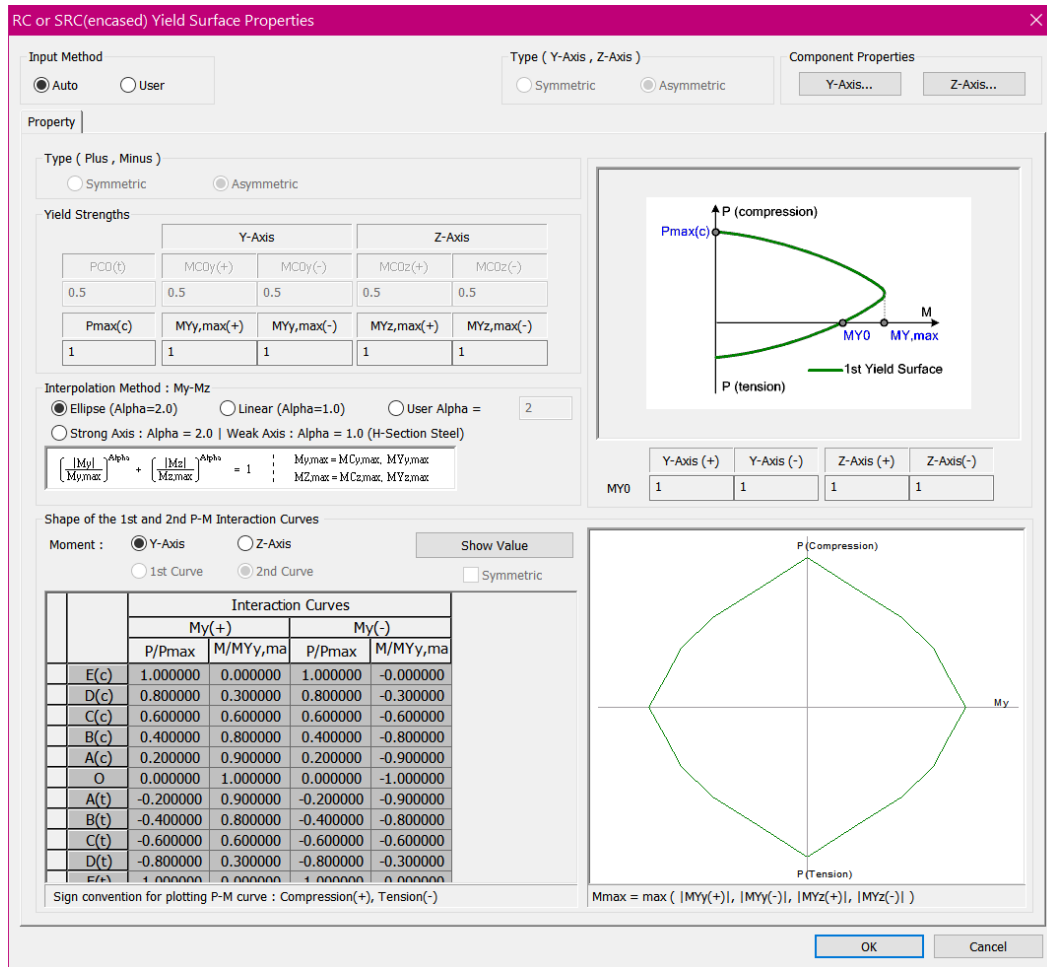 RC or SRC(encased) Yield Surface Properties
Input Method
Auto User
Type ( Y-Axis , Z-Axis )
Symmetric Asymmetric
Component Properties
Y-Axis... Z-Axis...
Property
Type ( Plus , Minus )
Symmetric Asymmetric
Yield Strengths
Y-Axis Z-Axis
PC0(t) MC0y(+) MC0y(-) MC0z(+) MC0z(-)
0.5 0.5 0.5 0.5 0.5
Pmax(c) MYy,max(+) MYy,max(-) MYz,max(+) MYz,max(-)
1 1 1 1 1
P (compression)
Pmax(c)
M
MY0 MY,max
1st Yield Surface
P (tension)
Y-Axis (+) Y-Axis (-) Z-Axis (+) Z-Axis(-)
MY0 1 1 1 1
Interpolation Method : My-Mz
Ellipse (Alpha=2.0) Linear (Alpha=1.0) User Alpha = 2
Strong Axis : Alpha = 2.0 | Weak Axis : Alpha = 1.0 (H-Section Steel)
(|My|/My,max)^Alpha + (|Mz|/Mz,max)^Alpha = 1
My,max = MCy,max, MYy,max
MZ,max = MCz,max, MYz,max
Shape of the 1st and 2nd P-M Interaction Curves
Moment : Y-Axis Z-Axis Show Value
1st Curve 2nd Curve Symmetric
Interaction Curves
My(+) My(-)
P/Pmax M/MYy,ma P/Pmax M/MYy,ma
E(c) 1.000000 0.000000 1.000000 -0.000000
D(c) 0.800000 0.300000 0.800000 -0.300000
C(c) 0.600000 0.600000 0.600000 -0.600000
B(c) 0.400000 0.800000 0.400000 -0.800000
A(c) 0.200000 0.900000 0.200000 -0.900000
O 0.000000 1.000000 0.000000 -1.000000
A(t) -0.200000 0.900000 -0.200000 -0.900000
B(t) -0.400000 0.800000 -0.400000 -0.800000
C(t) -0.600000 0.600000 -0.600000 -0.600000
D(t) -0.800000 0.300000 -0.800000 -0.300000
Sign convention for plotting P-M curve : Compression(+), Tension(-)
P(Compression)
My
P(Tension)
Mmax = max ( |MYy(+)|, |MYy(-)|, |MYz(+)|, |MYz(-)| )
OK Cancel